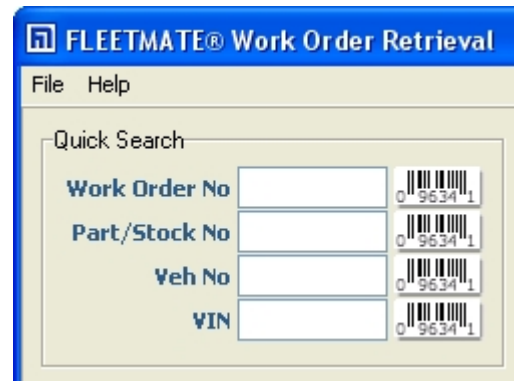 FLEETMATE® Work Order Retrieval
File Help
Quick Search
Work Order No 0 9634 1
Part/Stock No 0 9634 1
Veh No 0 9634 1
VIN 0 9634 1